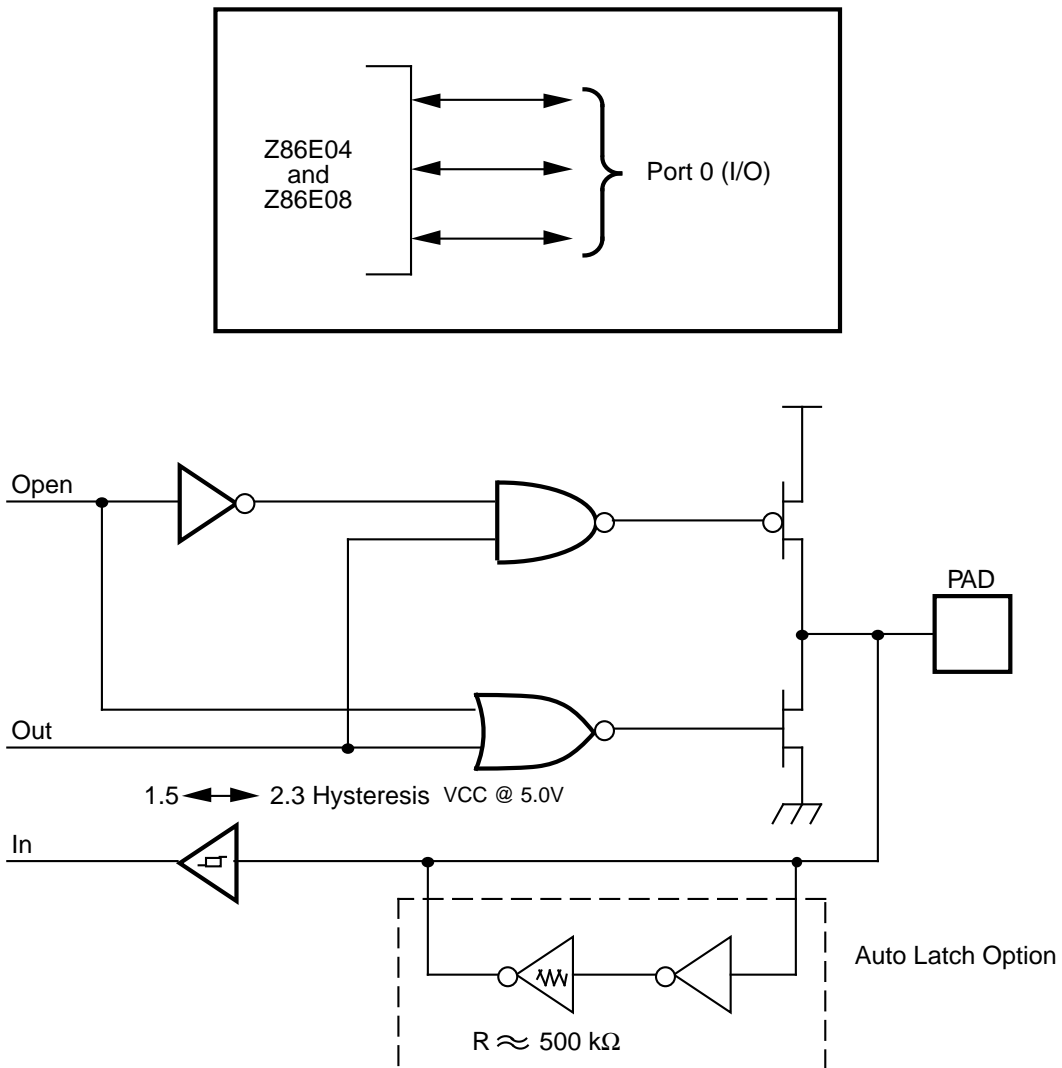 Z86E04
and
Z86E08
Port 0 (I/O)
Open
PAD
Out
1.5 2.3 Hysteresis VCC @ 5.0V
In
Auto Latch Option
R ≈ 500 kΩ